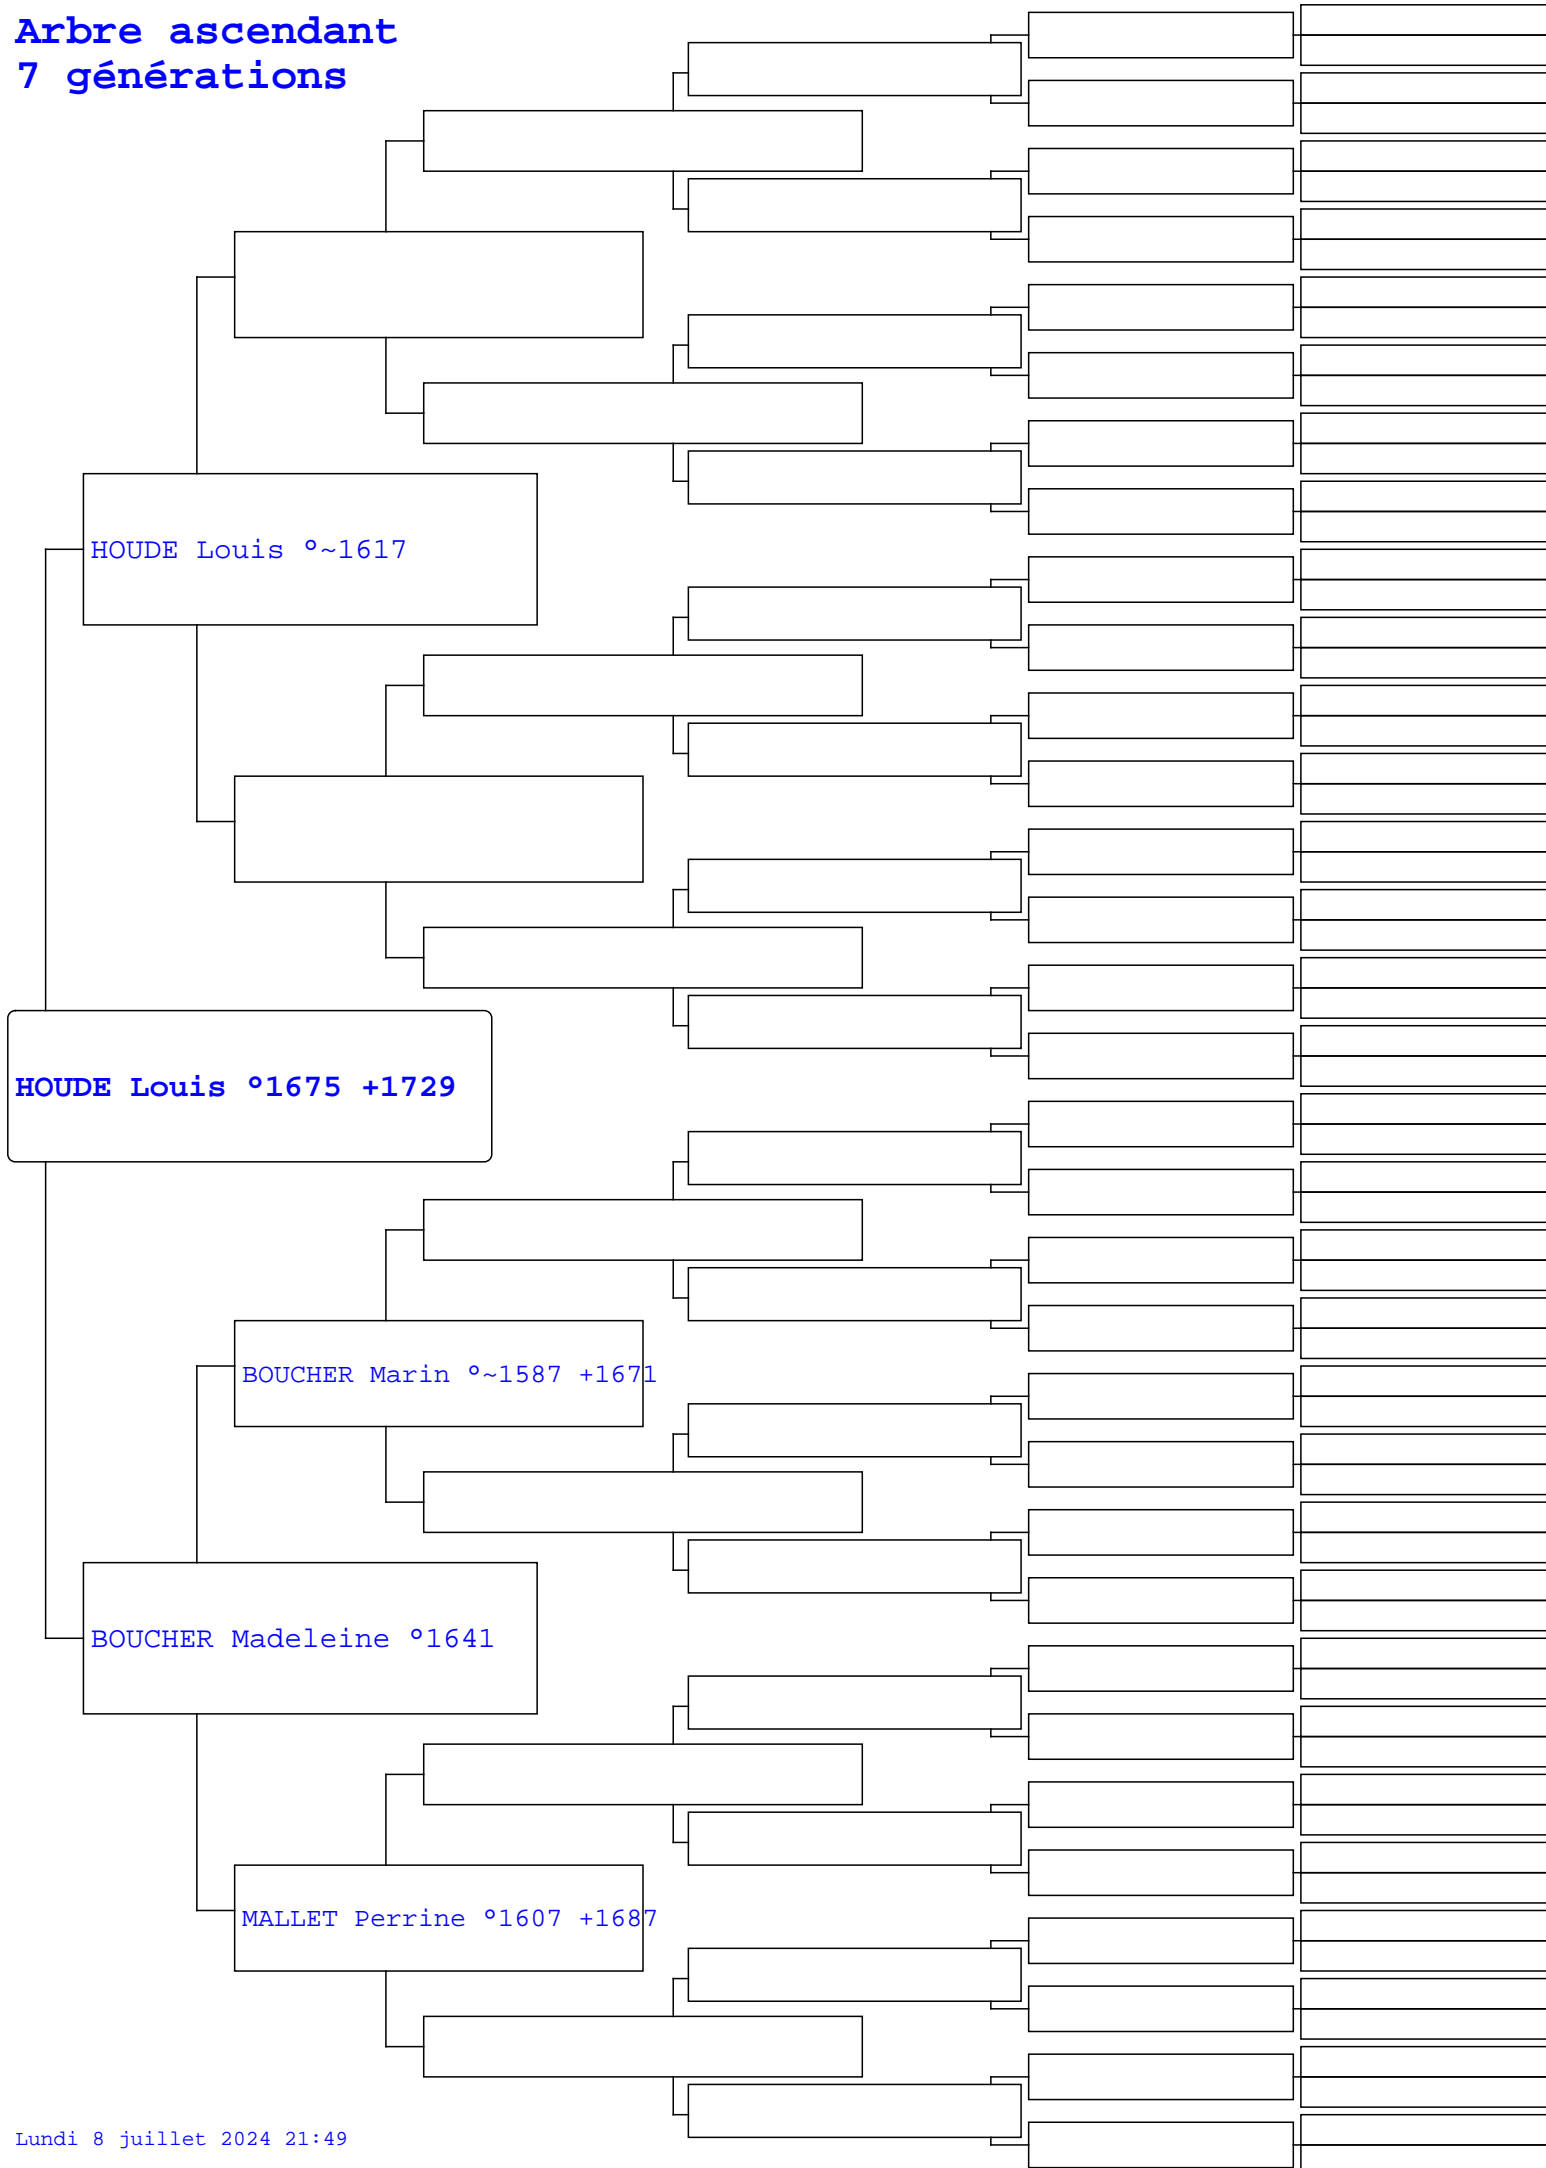 Arbre ascendant
7 générations
HOUDE Louis °~1617
HOUDE Louis °1675 +1729
BOUCHER Marin °~1587 +1671
BOUCHER Madeleine °1641
MALLET Perrine °1607 +1687
Lundi 8 juillet 2024 21:49